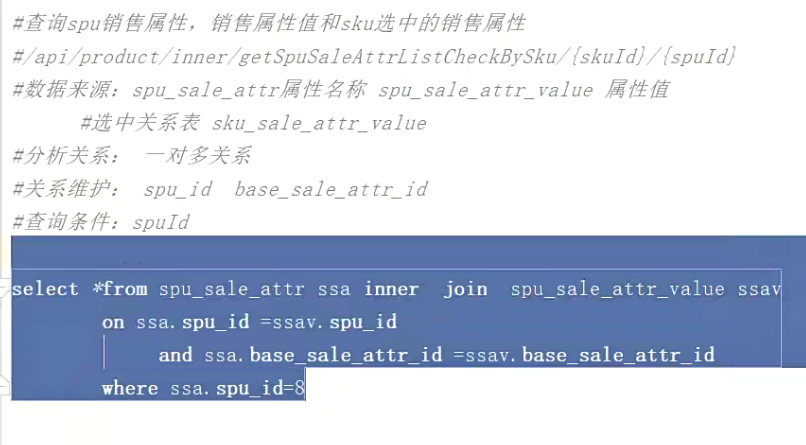 #查询spu销售属性，销售属性值和sku选中的销售属性
#/api/product/inner/getSpuSaleAttrListCheckBySku/{skuId}/{spuId}
#数据来源：spu_sale_attr属性名称 spu_sale_attr_value 属性值
#选中关系表 sku_sale_attr_value
#分析关系： 一对多关系
#关系维护： spu_id  base_sale_attr_id
#查询条件：spuId
select *from spu_sale_attr ssa inner  join  spu_sale_attr_value ssav
on ssa.spu_id =ssav.spu_id
and ssa.base_sale_attr_id =ssav.base_sale_attr_id
where ssa.spu_id=8